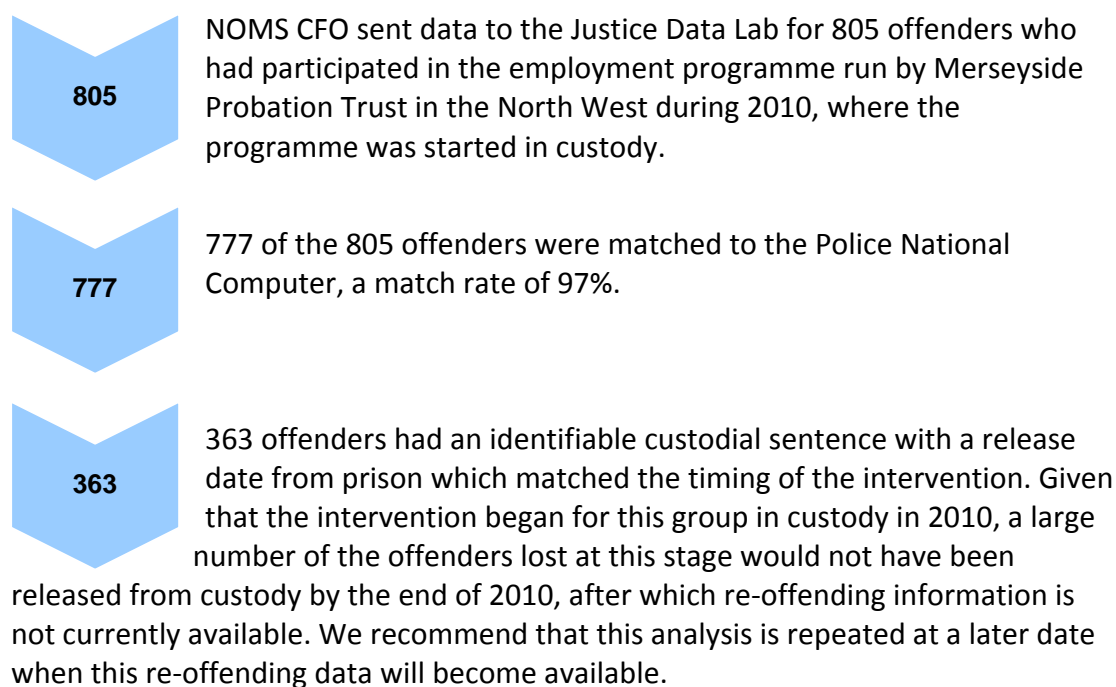 NOMS CFO sent data to the Justice Data Lab for 805 offenders who
had participated in the employment programme run by Merseyside
805
Probation Trust in the North West during 2010, where the
programme was started in custody.
777 of the 805 offenders were matched to the Police National
777
Computer, a match rate of 97%.
363 offenders had an identifiable custodial sentence with a release
363
date from prison which matched the timing of the intervention. Given
that the intervention began for this group in custody in 2010, a large
number of the offenders lost at this stage would not have been
released from custody by the end of 2010, after which re-offending information is
not currently available. We recommend that this analysis is repeated at a later date
when this re-offending data will become available.